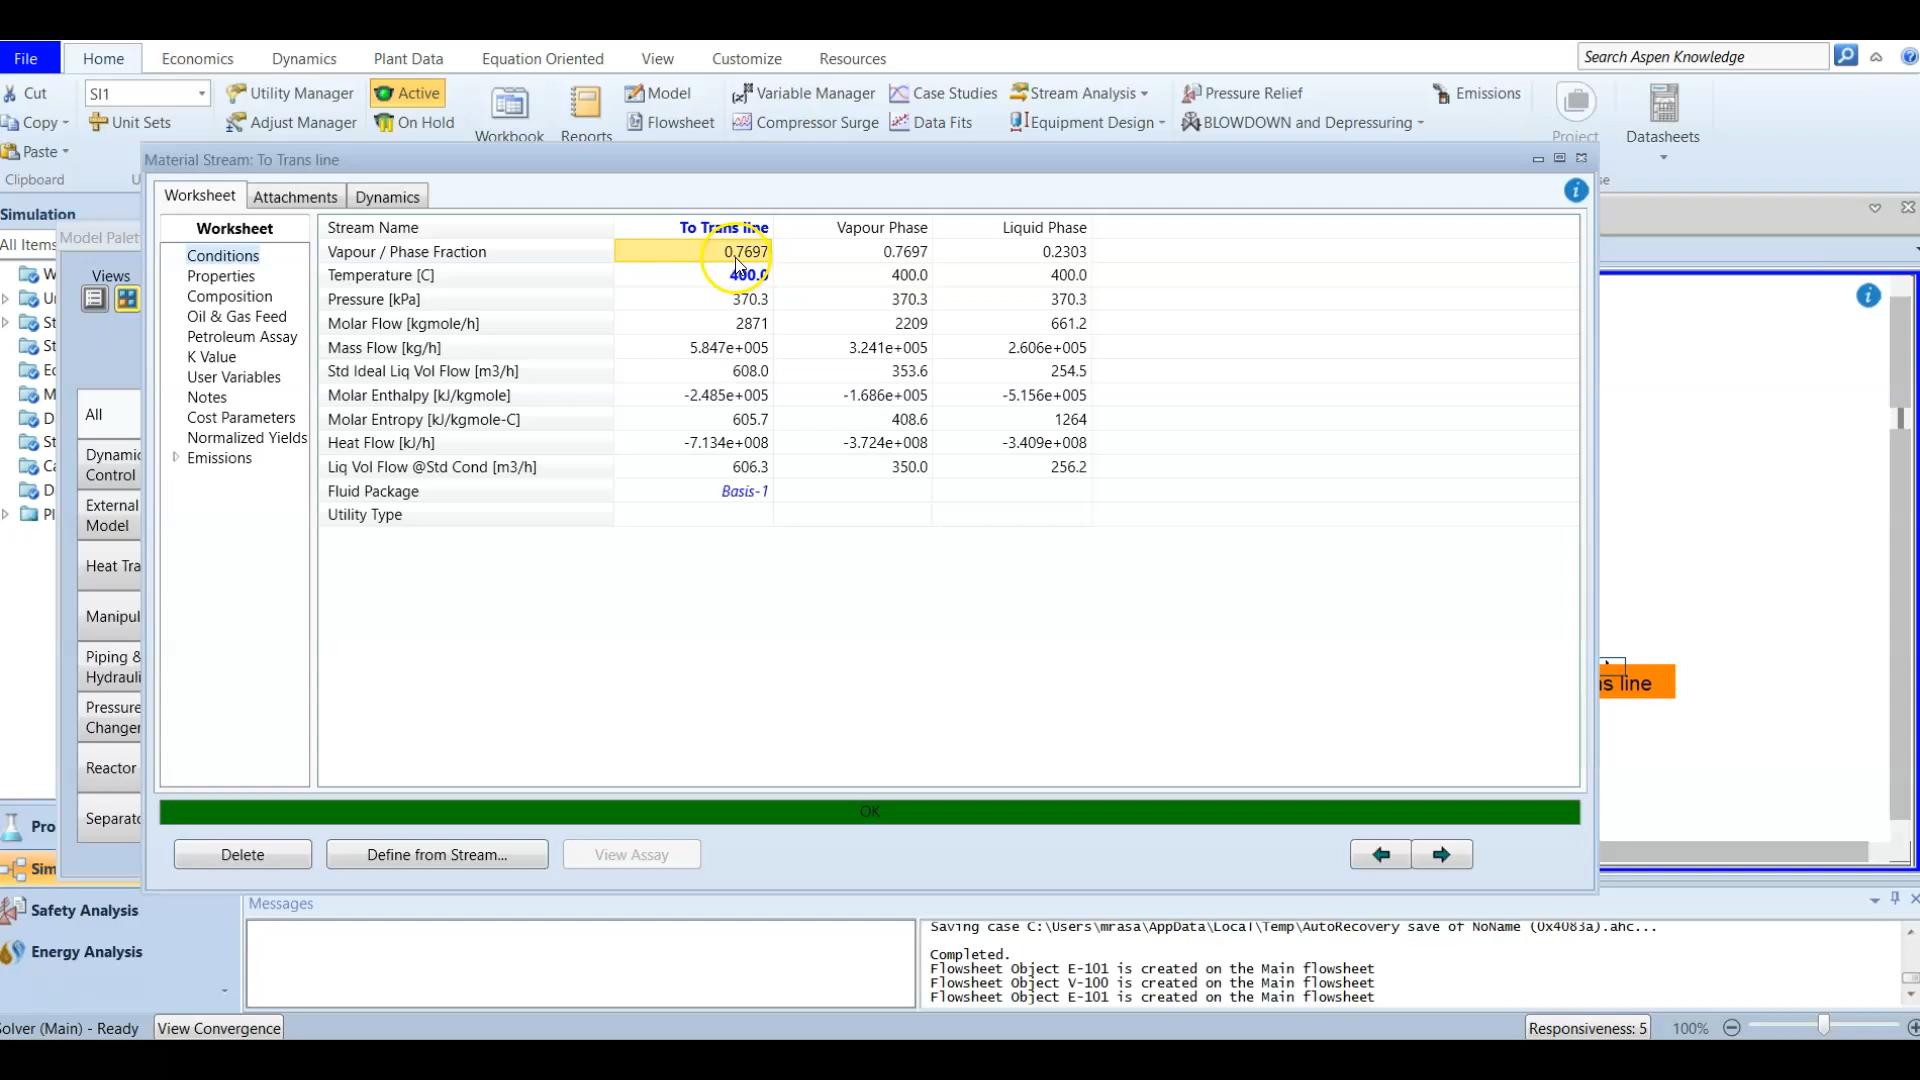 File Home Economics Dynamics Plant Data Equation Oriented View Customize Resources Search Aspen Knowledge
Cut SI1 Utility Manager Active Model Variable Manager Case Studies Stream Analysis Pressure Relief Emissions
Copy Unit Sets Adjust Manager On Hold Workbook Reports Flowsheet Compressor Surge Data Fits Equipment Design BLOWDOWN and Depressuring Project Datasheets
Paste
Clipboard
Material Stream: To Trans line
Simulation
All Items
Model Palet
Views
All
Dynamic
Control
External
Model
Heat Tra
Manipul
Piping &
Hydrauli
Pressure
Changer
Reactor
Separato
Worksheet Attachments Dynamics
Worksheet
Conditions
Properties
Composition
Oil & Gas Feed
Petroleum Assay
K Value
User Variables
Notes
Cost Parameters
Normalized Yields
Emissions
Stream Name To Trans line Vapour Phase Liquid Phase
Vapour / Phase Fraction 0.7697 0.7697 0.2303
Temperature [C] 400.0 400.0 400.0
Pressure [kPa] 370.3 370.3 370.3
Molar Flow [kgmole/h] 2871 2209 661.2
Mass Flow [kg/h] 5.847e+005 3.241e+005 2.606e+005
Std Ideal Liq Vol Flow [m3/h] 608.0 353.6 254.5
Molar Enthalpy [kJ/kgmole] -2.485e+005 -1.686e+005 -5.156e+005
Molar Entropy [kJ/kgmole-C] 605.7 408.6 1264
Heat Flow [kJ/h] -7.134e+008 -3.724e+008 -3.409e+008
Liq Vol Flow @Std Cond [m3/h] 606.3 350.0 256.2
Fluid Package Basis-1
Utility Type
OK
Delete Define from Stream... View Assay
s line
Pro
Sim
Safety Analysis
Energy Analysis
Messages
Saving case C:\Users\mrasa\AppData\Local\Temp\AutoRecovery save of NoName (0x4083a).ahc...
Completed.
Flowsheet Object E-101 is created on the Main flowsheet
Flowsheet Object V-100 is created on the Main flowsheet
Flowsheet Object E-101 is created on the Main flowsheet
Solver (Main) - Ready View Convergence Responsiveness: 5 100%